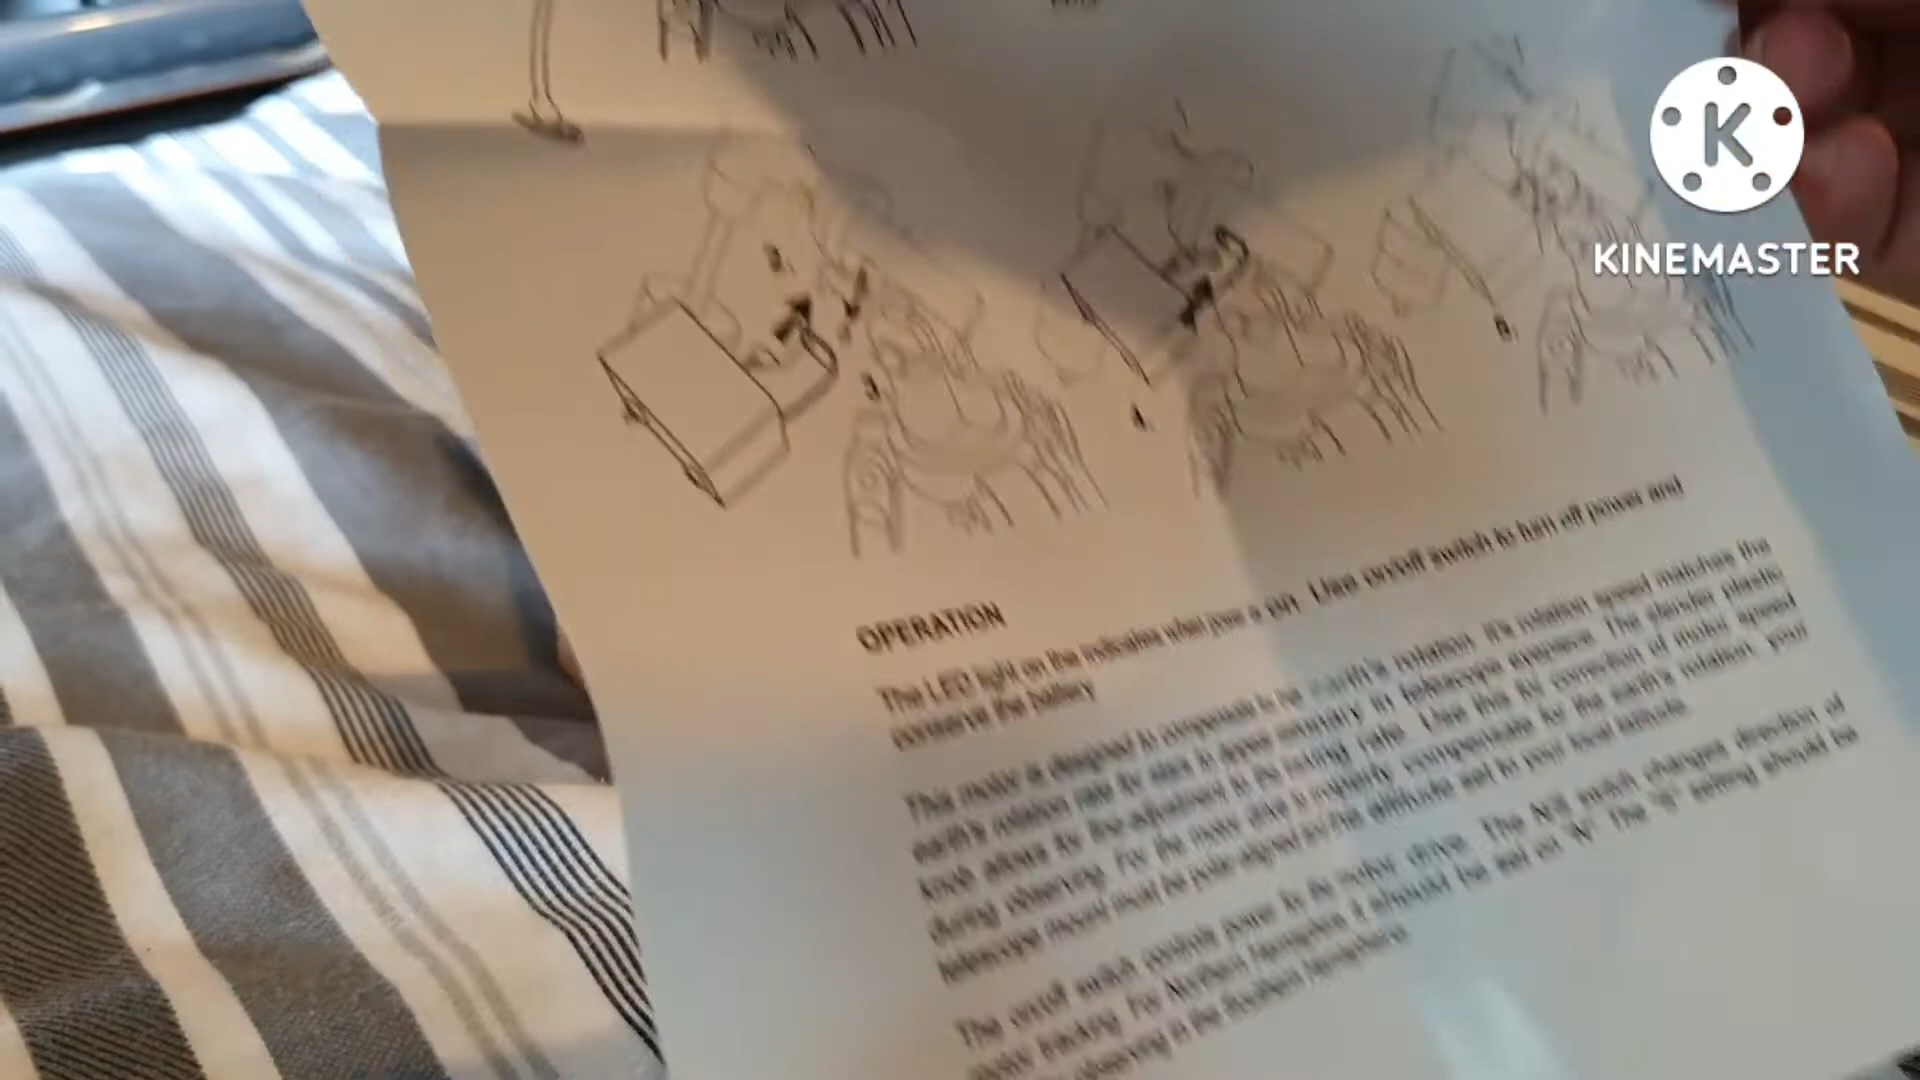 KINEMASTER
OPERATION
The LED light on the indicates when power is on. Use on/off switch to turn off power and
conserve the battery
This motor is designed to compensate for Earth's rotation. It's rotation speed matches the
earth's rotation rate so stars to appear stationary in telescope eyepiece. The slender plastic
knob allows for fine adjustment in the tracking rate. Use this for correction of motor speed
during observing. For the motor drive to properly compensate for the earth's rotation, your
telescope mount must be polar aligned so that altitude set to your local latitude.
The on/off switch controls power to the motor drive. The N/S switch changes direction of
motor tracking. For Northern hemisphere it should be set on "N" The "S" setting should be
observing in the Southern hemisphere.